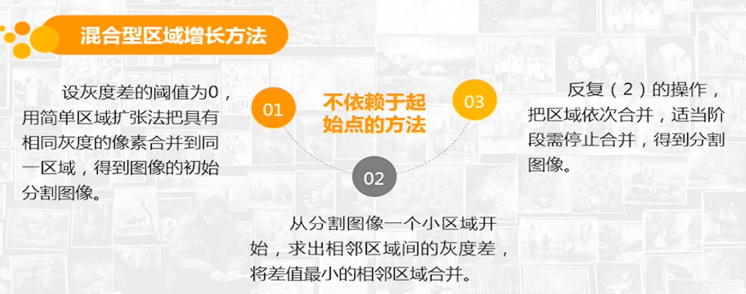 混合型区域增长方法
设灰度差的阈值为0，
用简单区域扩张法把具有
相同灰度的像素合并到同
一区域，得到图像的初始
分割图像。
01
不依赖于起
始点的方法
02
从分割图像一个小区域开
始，求出相邻区域间的灰度差，
将差值最小的相邻区域合并。
03
反复（2）的操作，
把区域依次合并，适当阶
段需停止合并，得到分割
图像。